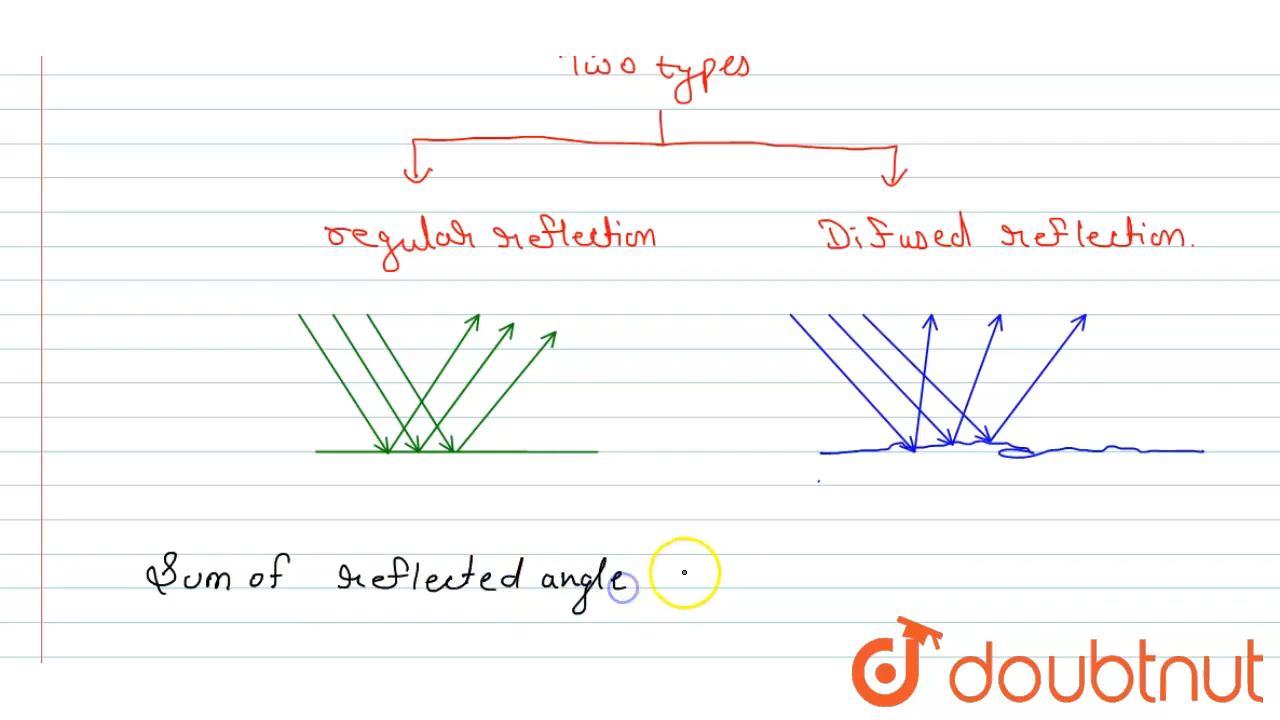 Two types
regular reflection
Difused reflection.
Sum of reflected angle
doubtnut